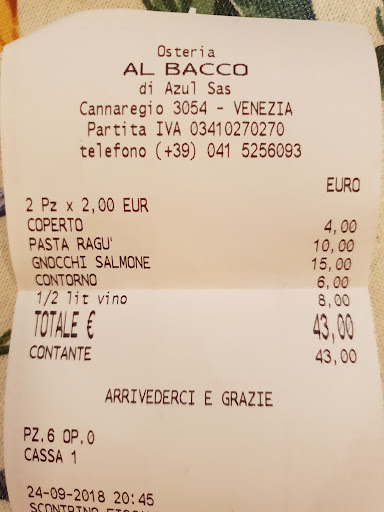 Osteria
AL BACCO
di Azul Sas
Cannaregio 3054 - VENEZIA
Partita IVA 03410270270
telefono (+39) 041 5256093
EURO
2 Pz x 2,00 EUR
COPERTO 4,00
PASTA RAGU' 10,00
GNOCCHI SALMONE 15,00
CONTORNO 6,00
1/2 lit vino 8,00
TOTALE € 43,00
CONTANTE 43,00
ARRIVEDERCI E GRAZIE
PZ.6 OP.0
CASSA 1
24-09-2018 20:45
SCONTRINO